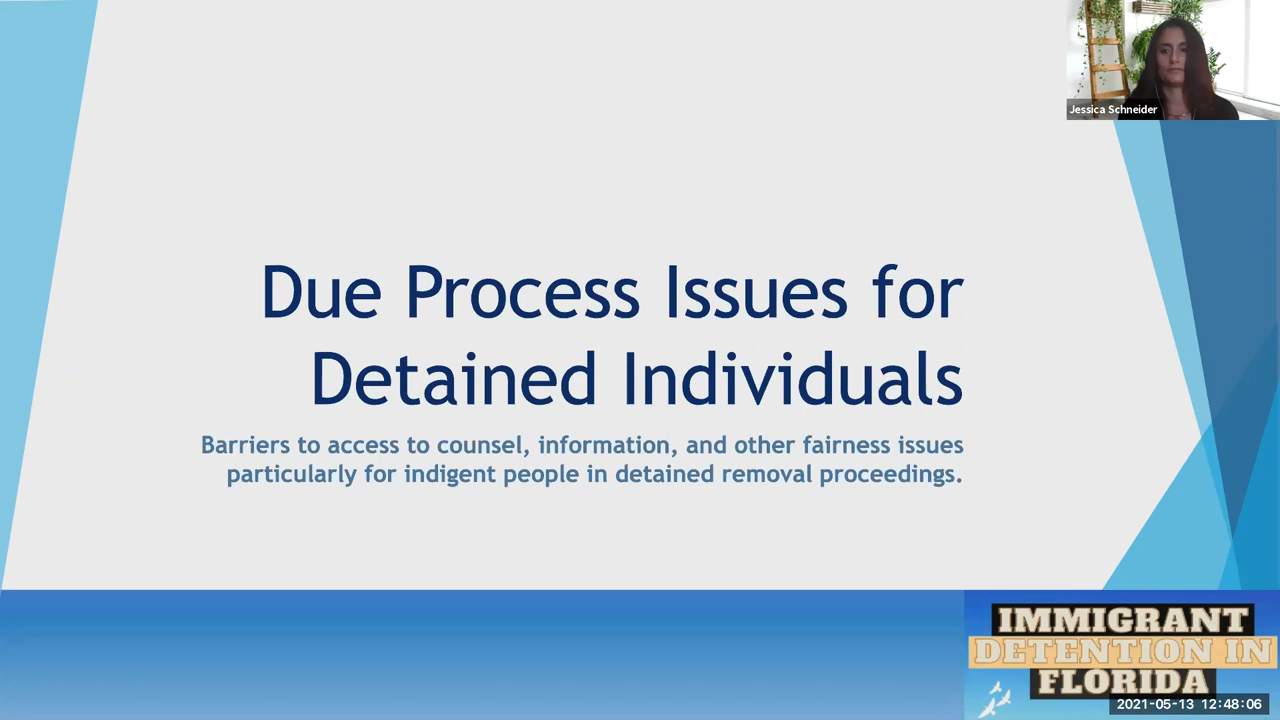 Jessica Schneider
Due Process Issues for
Detained Individuals
Barriers to access to counsel, information, and other fairness issues
particularly for indigent people in detained removal proceedings.
IMMIGRANT
DETENTION IN
FLORIDA
2021-05-13 12:48:06